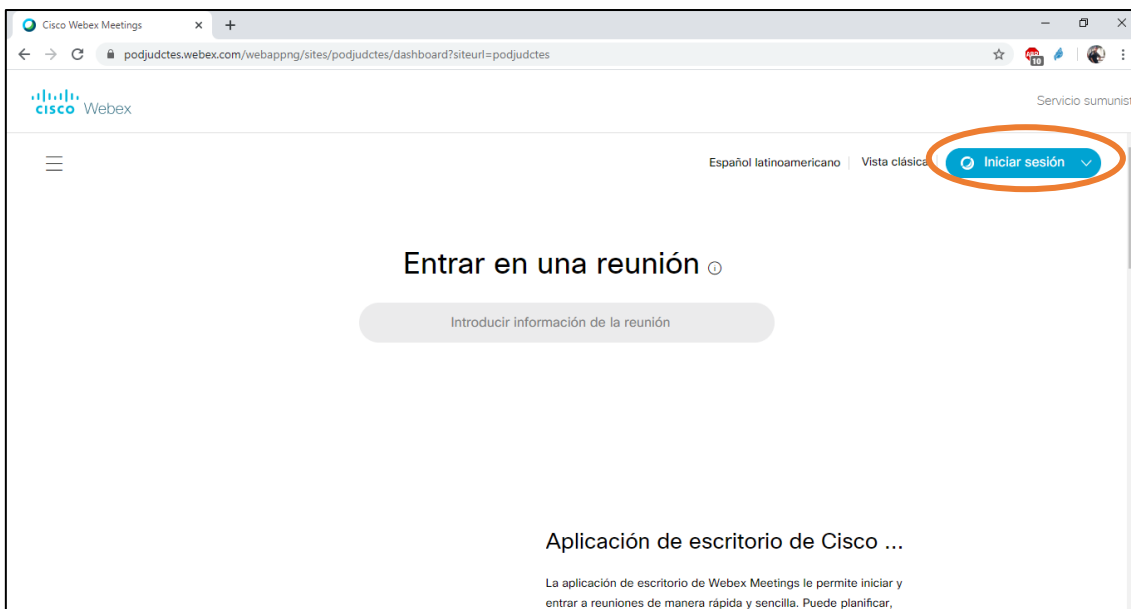 Cisco Webex Meetings
podjudctes.webex.com/webappng/sites/podjudctes/dashboard?siteurl=podjudctes
ABP
10
CISCO Webex
Servicio sumunist
Español latinoamericano
Vista clásica
Iniciar sesión
Entrar en una reunión
Introducir información de la reunión
Aplicación de escritorio de Cisco ...
La aplicación de escritorio de Webex Meetings le permite iniciar y
entrar a reuniones de manera rápida y sencilla. Puede planificar,